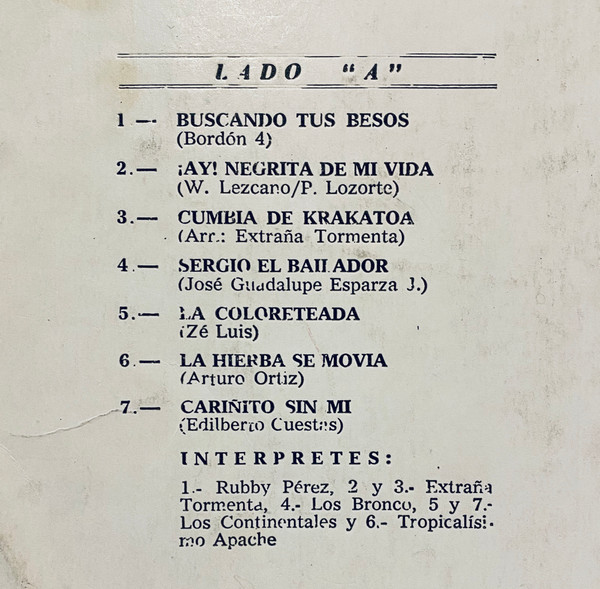 LADO "A"
1.— BUSCANDO TUS BESOS
(Bordón 4)
2.— ¡AY! NEGRITA DE MI VIDA
(W. Lezcano/P. Lozorte)
3.— CUMBIA DE KRAKATOA
(Arr.: Extraña Tormenta)
4.— SERGIO EL BAILADOR
(José Guadalupe Esparza J.)
5.— LA COLORETEADA
(Zé Luis)
6.— LA HIERBA SE MOVIA
(Arturo Ortiz)
7.— CARIÑITO SIN MI
(Edilberto Cuestas)
INTERPRETES:
1.- Rubby Pérez, 2 y 3.- Extraña
Tormenta, 4.- Los Bronco, 5 y 7.-
Los Continentales y 6.- Tropicalísi-
mo Apache